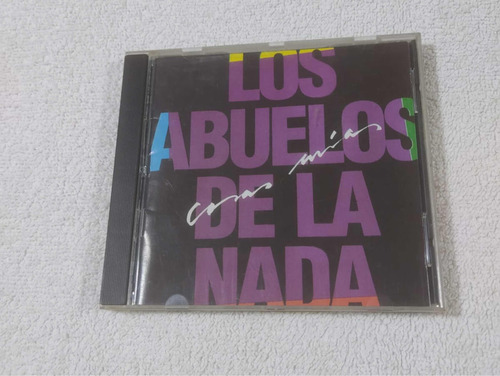 LOS
ABUELOS
cosas mías
DE LA
NADA